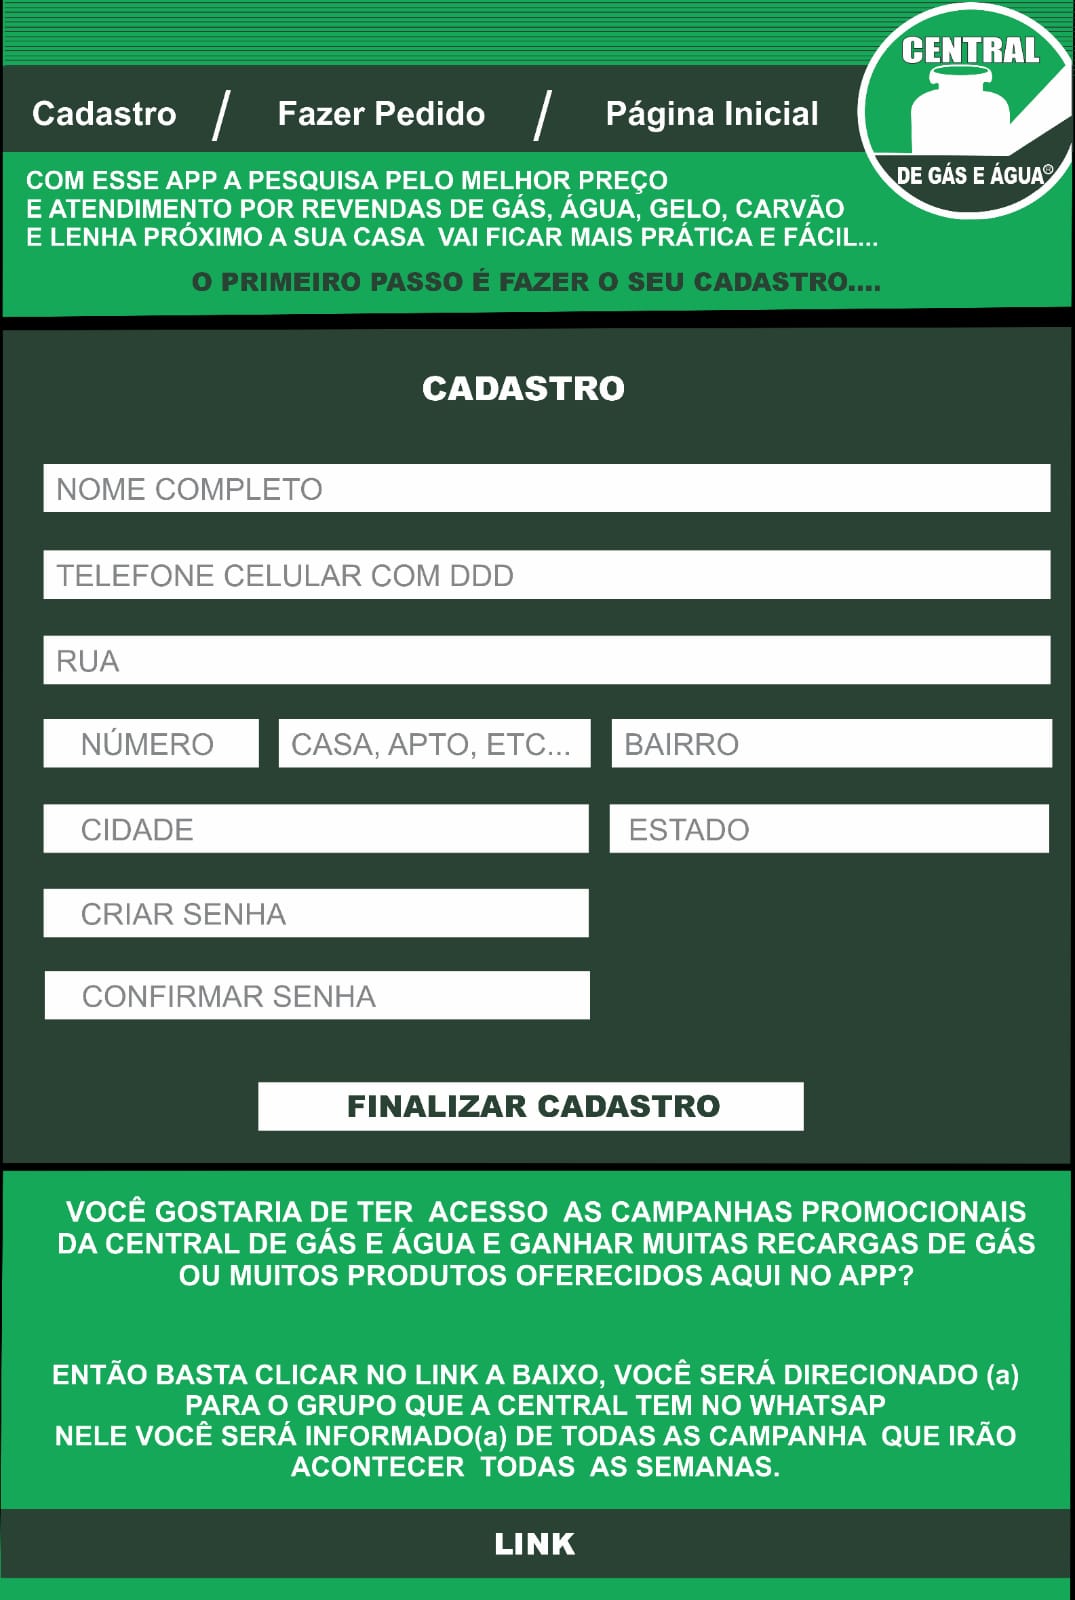 CENTRAL
DE GÁS E ÁGUA©
Cadastro / Fazer Pedido / Página Inicial
COM ESSE APP A PESQUISA PELO MELHOR PREÇO
E ATENDIMENTO POR REVENDAS DE GÁS, ÁGUA, GELO, CARVÃO
E LENHA PRÓXIMO A SUA CASA VAI FICAR MAIS PRÁTICA E FÁCIL...
O PRIMEIRO PASSO É FAZER O SEU CADASTRO....
CADASTRO
NOME COMPLETO
TELEFONE CELULAR COM DDD
RUA
NÚMERO CASA, APTO, ETC... BAIRRO
CIDADE ESTADO
CRIAR SENHA
CONFIRMAR SENHA
FINALIZAR CADASTRO
VOCÊ GOSTARIA DE TER ACESSO AS CAMPANHAS PROMOCIONAIS
DA CENTRAL DE GÁS E ÁGUA E GANHAR MUITAS RECARGAS DE GÁS
OU MUITOS PRODUTOS OFERECIDOS AQUI NO APP?
ENTÃO BASTA CLICAR NO LINK A BAIXO, VOCÊ SERÁ DIRECIONADO (a)
PARA O GRUPO QUE A CENTRAL TEM NO WHATSAP
NELE VOCÊ SERÁ INFORMADO(a) DE TODAS AS CAMPANHA QUE IRÃO
ACONTECER TODAS AS SEMANAS.
LINK